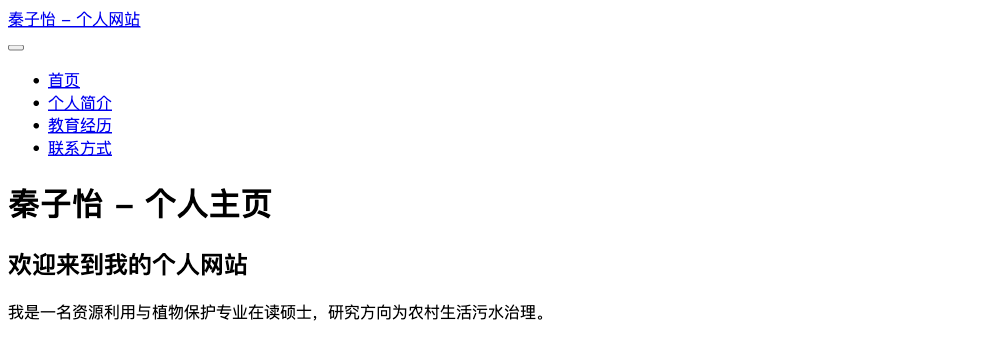 秦子怡 – 个人网站
首页
个人简介
教育经历
联系方式
秦子怡 – 个人主页
欢迎来到我的个人网站
我是一名资源利用与植物保护专业在读硕士，研究方向为农村生活污水治理。